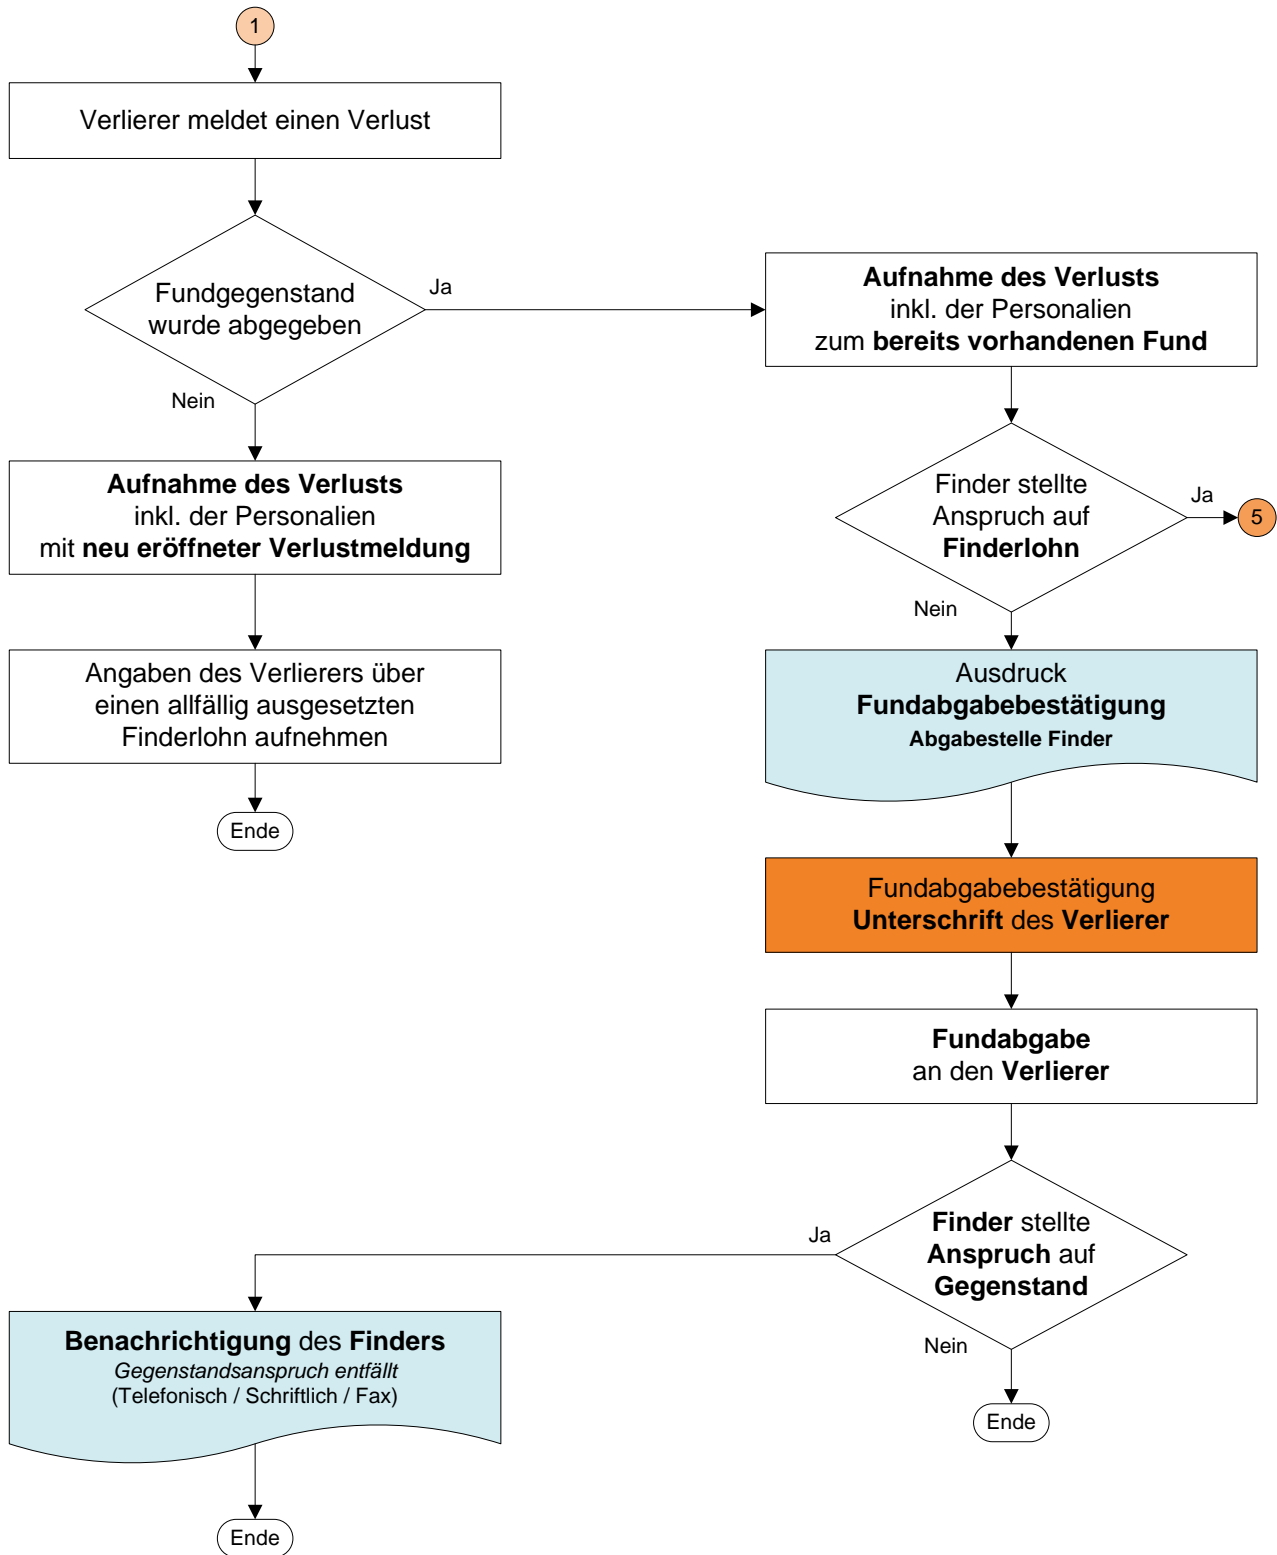 1
Verlierer meldet einen Verlust
Fundgegenstand
wurde abgegeben
Ja
Nein
Aufnahme des Verlusts
inkl. der Personalien
mit neu eröffneter Verlustmeldung
Angaben des Verlierers über
einen allfällig ausgesetzten
Finderlohn aufnehmen
Ende
Aufnahme des Verlusts
inkl. der Personalien
zum bereits vorhandenen Fund
Finder stellte
Anspruch auf
Finderlohn
Ja
5
Nein
Ausdruck
Fundabgabebestätigung
Abgabestelle Finder
Fundabgabebestätigung
Unterschrift des Verlierer
Fundabgabe
an den Verlierer
Finder stellte
Anspruch auf
Gegenstand
Ja
Nein
Ende
Benachrichtigung des Finders
Gegenstandsanspruch entfällt
(Telefonisch / Schriftlich / Fax)
Ende